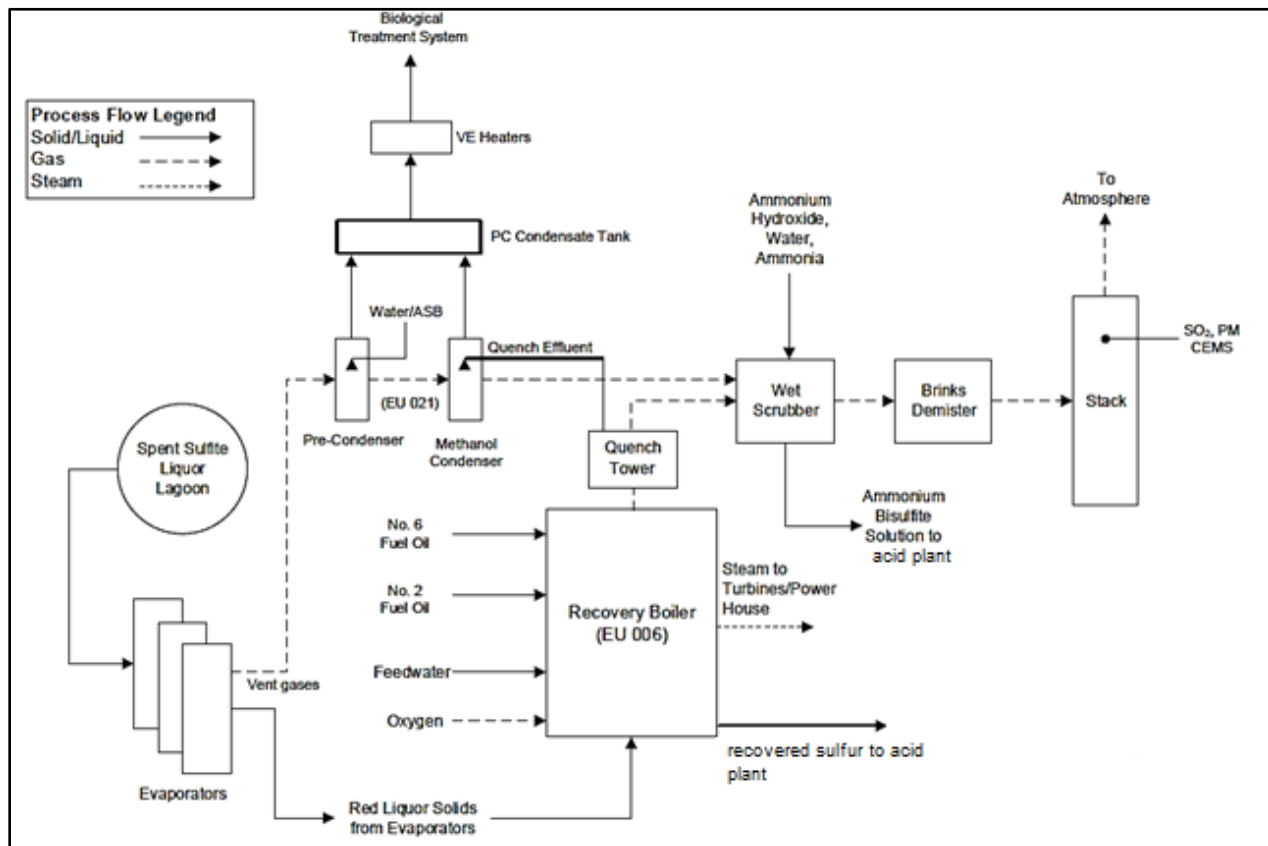 Biological
Treatment System
Process Flow Legend
Solid/Liquid
Gas
Steam
VE Heaters
PC Condensate Tank
Ammonium
Hydroxide,
Water,
Ammonia
To
Atmosphere
Water/ASB
Quench Effluent
(EU 021)
Pre-Condenser
Methanol
Condenser
Wet
Scrubber
Brinks
Demister
Stack
SO₂, PM
CEMS
Spent Sulfite
Liquor
Lagoon
Quench
Tower
Ammonium
Bisulfite
Solution to
acid plant
No. 6
Fuel Oil
No. 2
Fuel Oil
Feedwater
Oxygen
Recovery Boiler
(EU 006)
Steam to
Turbines/Power
House
Vent gases
Evaporators
Red Liquor Solids
from Evaporators
recovered sulfur to acid
plant